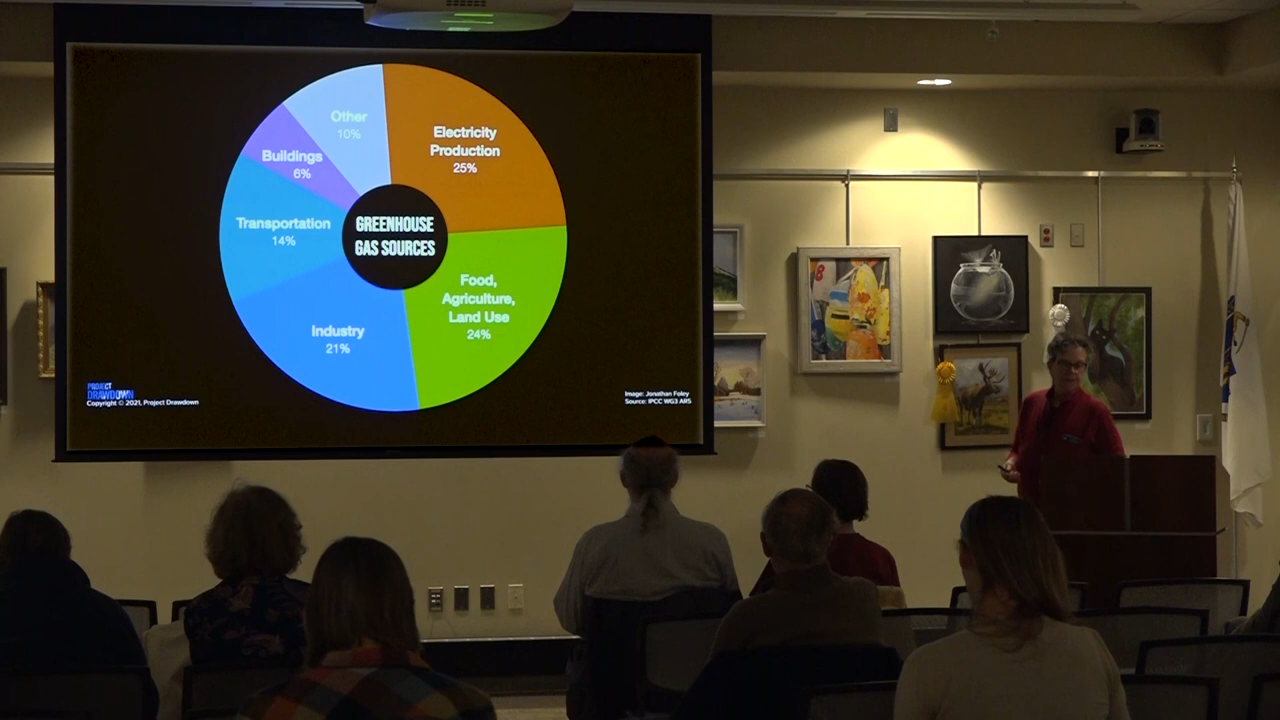 Other
10%
Electricity
Production
25%
Buildings
6%
Transportation
14%
GREENHOUSE
GAS SOURCES
Food,
Agriculture,
Land Use
24%
Industry
21%
PROJECT
DRAWDOWN
Copyright © 2021, Project Drawdown
Image: Jonathan Foley
Source: IPCC WG3 AR5
8